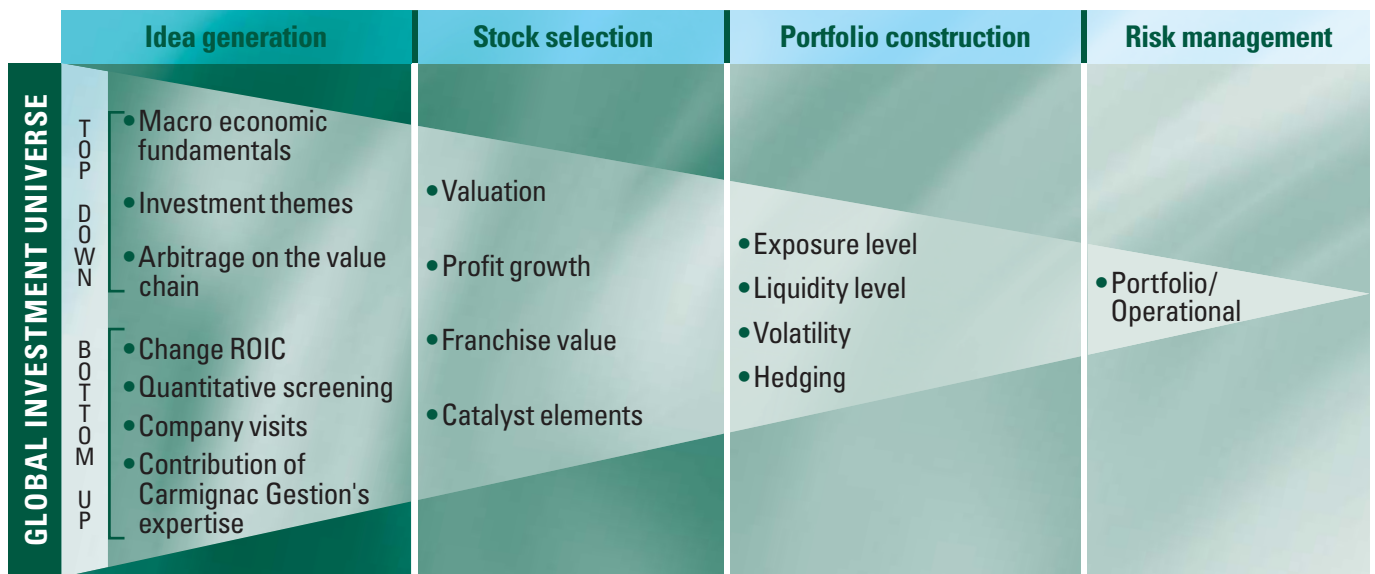 Idea generation
Stock selection
Portfolio construction
Risk management
GLOBAL INVESTMENT UNIVERSE
TOP DOWN
• Macro economic
fundamentals
• Investment themes
• Arbitrage on the value
chain
BOTTOM UP
• Change ROIC
• Quantitative screening
• Company visits
• Contribution of
Carmignac Gestion's
expertise
• Valuation
• Profit growth
• Franchise value
• Catalyst elements
• Exposure level
• Liquidity level
• Volatility
• Hedging
• Portfolio/
Operational